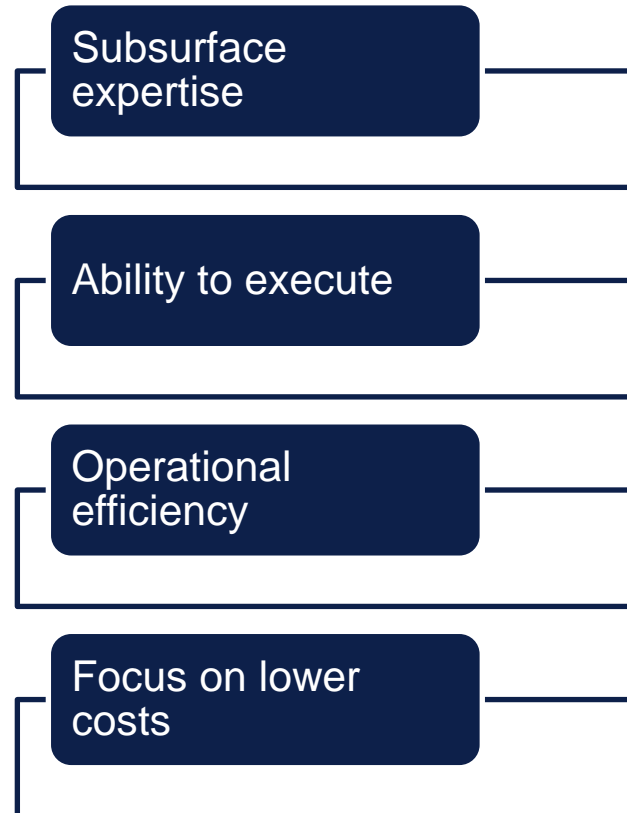 Subsurface
expertise
Ability to execute
Operational
efficiency
Focus on lower
costs